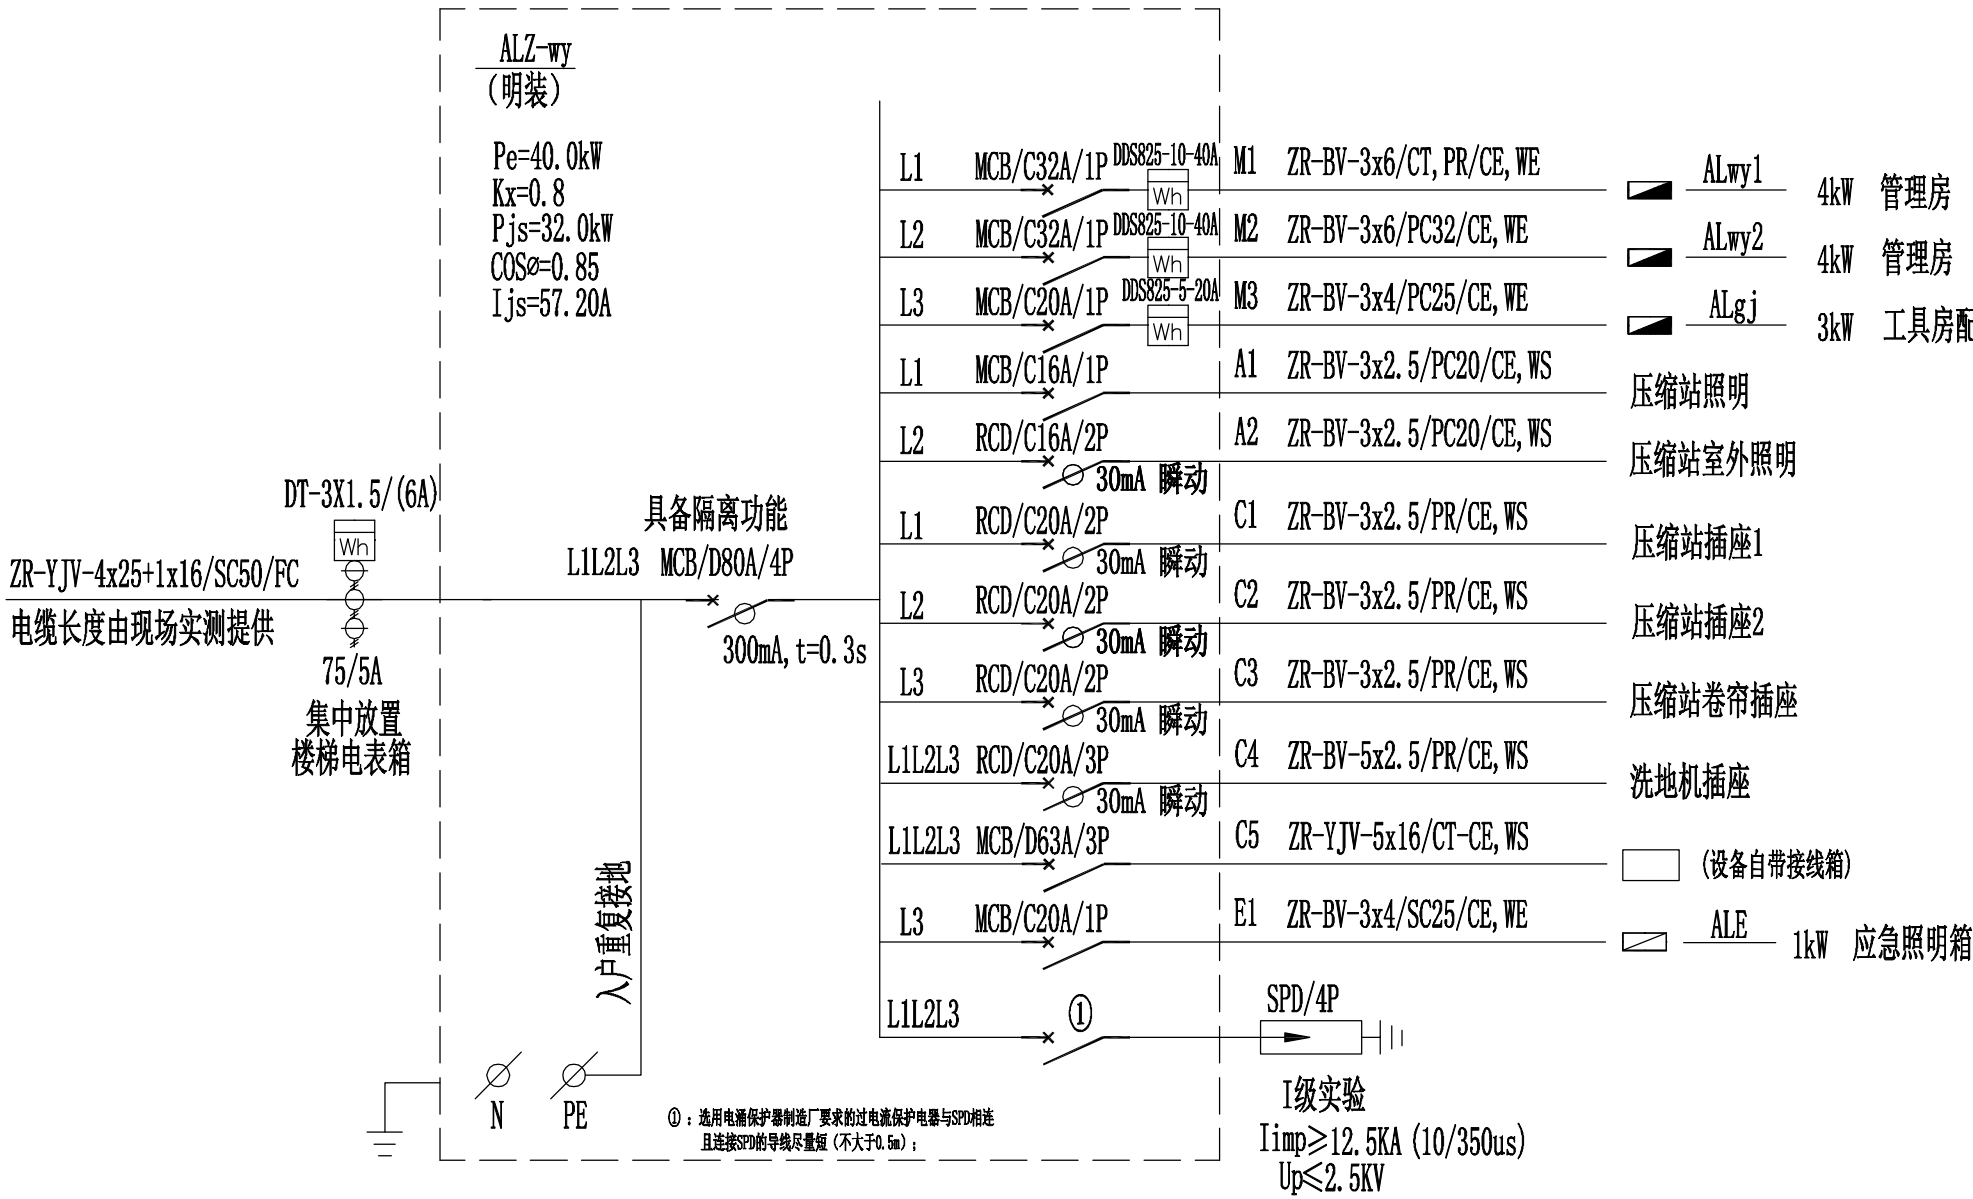 ALZ-wy
(明装)
Pe=40.0kW
Kx=0.8
Pjs=32.0kW
COSø=0.85
Ijs=57.20A
DT-3X1.5/(6A)
Wh
ZR-YJV-4x25+1x16/SC50/FC
电缆长度由现场实测提供
75/5A
集中放置
楼梯电表箱
具备隔离功能
L1L2L3 MCB/D80A/4P
300mA,t=0.3s
入户重复接地
N
PE
L1 MCB/C32A/1P DDS825-10-40A Wh M1 ZR-BV-3x6/CT,PR/CE,WE ALwy1 4kW 管理房
L2 MCB/C32A/1P DDS825-10-40A Wh M2 ZR-BV-3x6/PC32/CE,WE ALwy2 4kW 管理房
L3 MCB/C20A/1P DDS825-5-20A Wh M3 ZR-BV-3x4/PC25/CE,WE ALgj 3kW 工具房配
L1 MCB/C16A/1P A1 ZR-BV-3x2.5/PC20/CE,WS 压缩站照明
L2 RCD/C16A/2P A2 ZR-BV-3x2.5/PC20/CE,WS 压缩站室外照明
30mA 瞬动
L1 RCD/C20A/2P C1 ZR-BV-3x2.5/PR/CE,WS 压缩站插座1
30mA 瞬动
L2 RCD/C20A/2P C2 ZR-BV-3x2.5/PR/CE,WS 压缩站插座2
30mA 瞬动
L3 RCD/C20A/2P C3 ZR-BV-3x2.5/PR/CE,WS 压缩站卷帘插座
30mA 瞬动
L1L2L3 RCD/C20A/3P C4 ZR-BV-5x2.5/PR/CE,WS 洗地机插座
30mA 瞬动
L1L2L3 MCB/D63A/3P C5 ZR-YJV-5x16/CT-CE,WS (设备自带接线箱)
L3 MCB/C20A/1P E1 ZR-BV-3x4/SC25/CE,WE ALE 1kW 应急照明箱
L1L2L3 ① SPD/4P
I级实验
Iimp≥12.5KA(10/350us)
Up≤2.5KV
①：选用电涌保护器制造厂要求的过电流保护电器与SPD相连
且连接SPD的导线尽量短（不大于0.5m）；